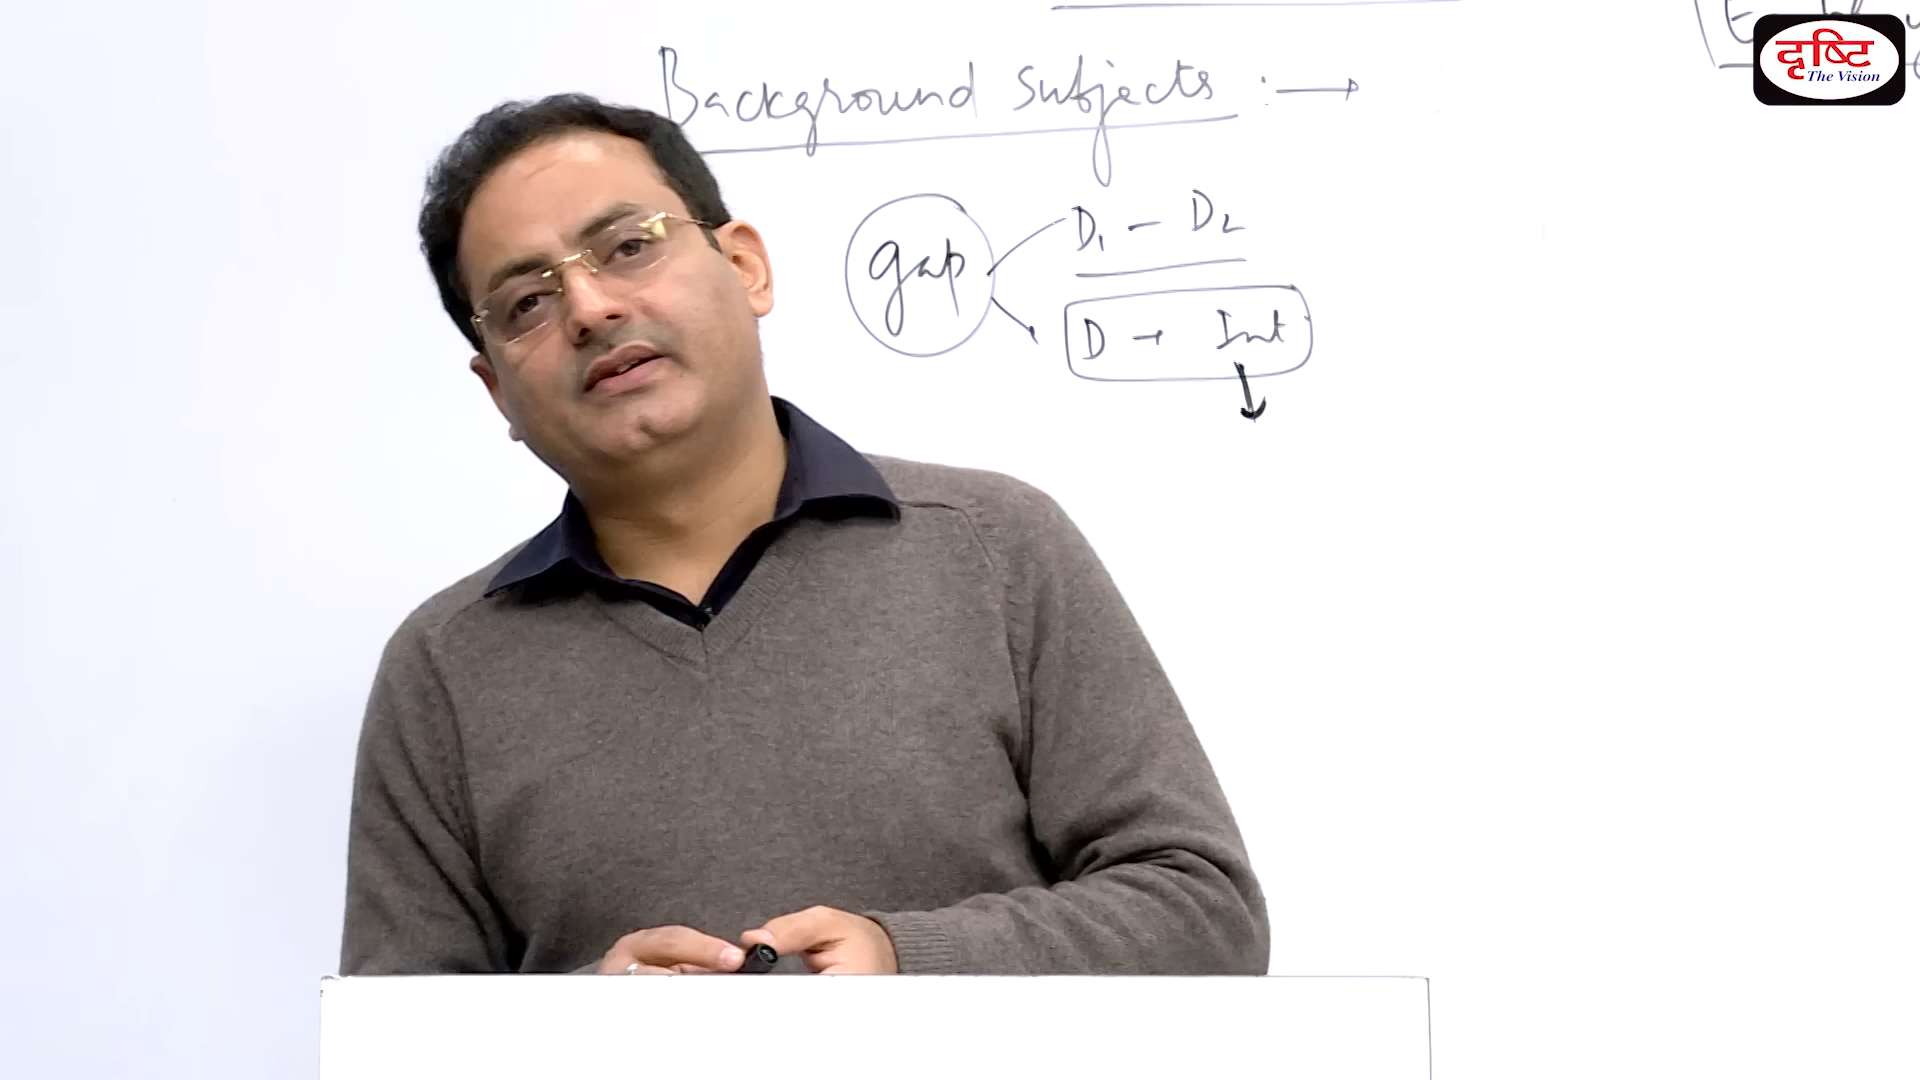 दृष्टि
The Vision
Background Subjects :→
gap
D₁ – D₂
D → Int